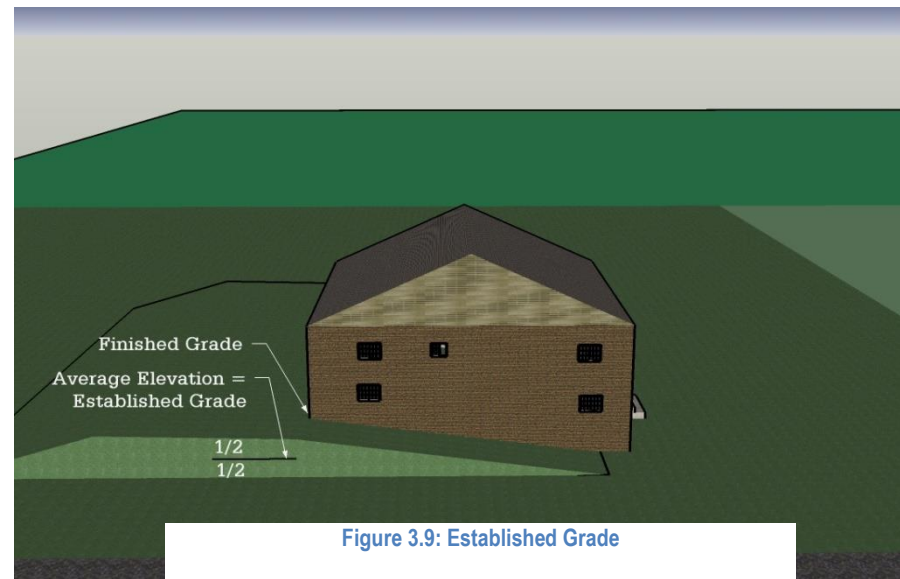 Finished Grade
Average Elevation =
Established Grade
1/2
1/2
Figure 3.9: Established Grade